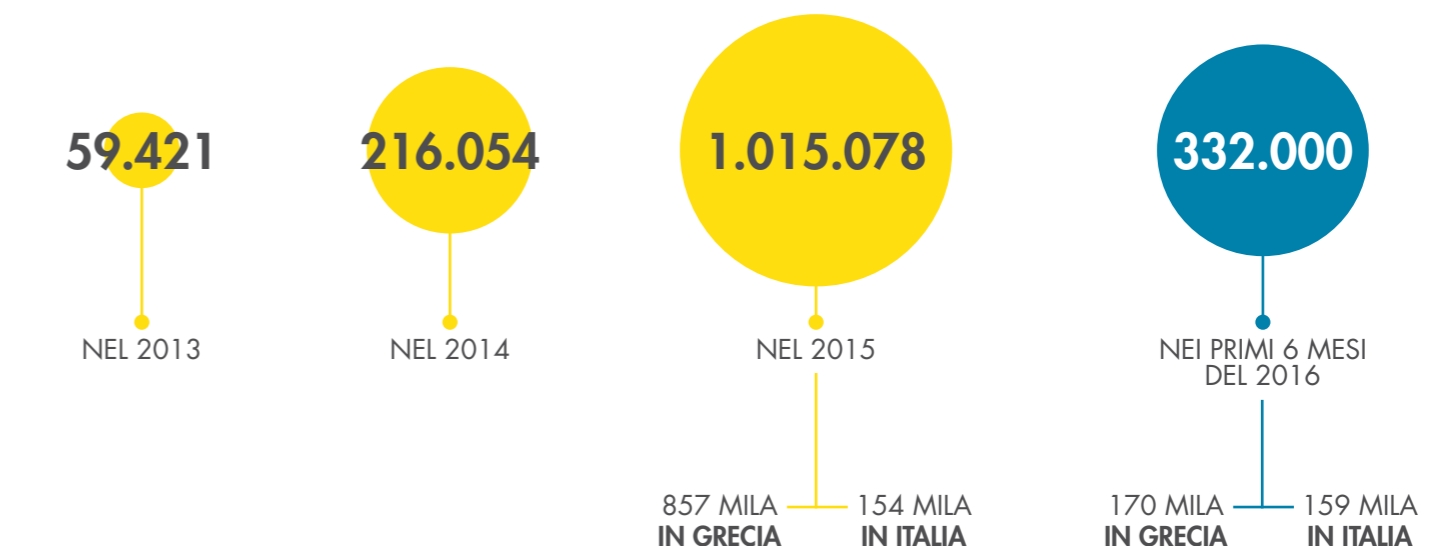 59.421
216.054
1.015.078
332.000
NEL 2013
NEL 2014
NEL 2015
NEI PRIMI 6 MESI
DEL 2016
857 MILA
IN GRECIA
154 MILA
IN ITALIA
170 MILA
IN GRECIA
159 MILA
IN ITALIA